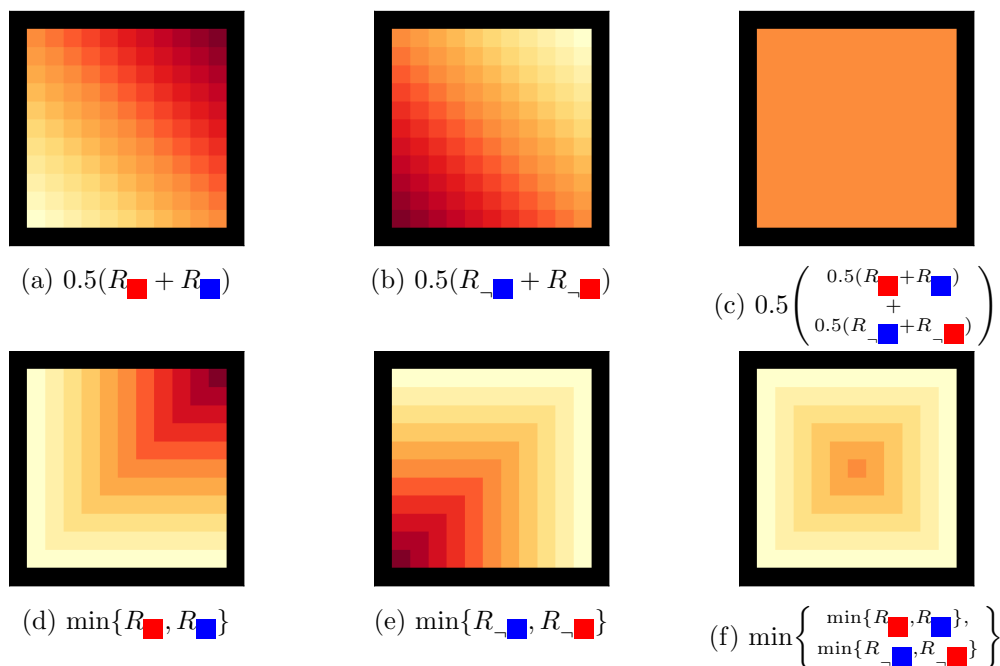 (a) 0.5(R🟥 + R🟦)
(b) 0.5(R¬🟦 + R¬🟥)
(c) 0.5(0.5(R🟥+R🟦)
+
0.5(R¬🟦+R¬🟥))
(d) min{R🟥, R🟦}
(e) min{R¬🟦, R¬🟥}
(f) min{min{R🟥,R🟦},
min{R¬🟦,R¬🟥}}